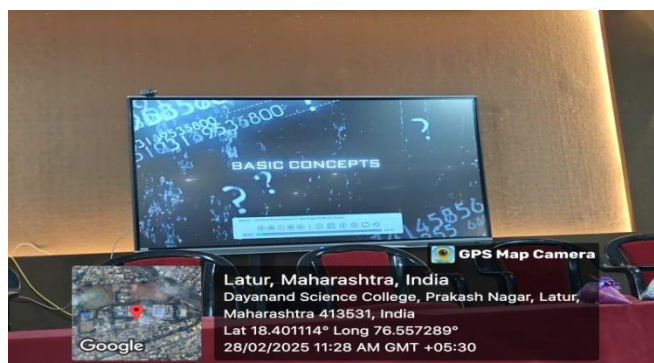 BASIC CONCEPTS
GPS Map Camera
Latur, Maharashtra, India
Dayanand Science College, Prakash Nagar, Latur,
Maharashtra 413531, India
Lat 18.401114° Long 76.557289°
28/02/2025 11:28 AM GMT +05:30
Google